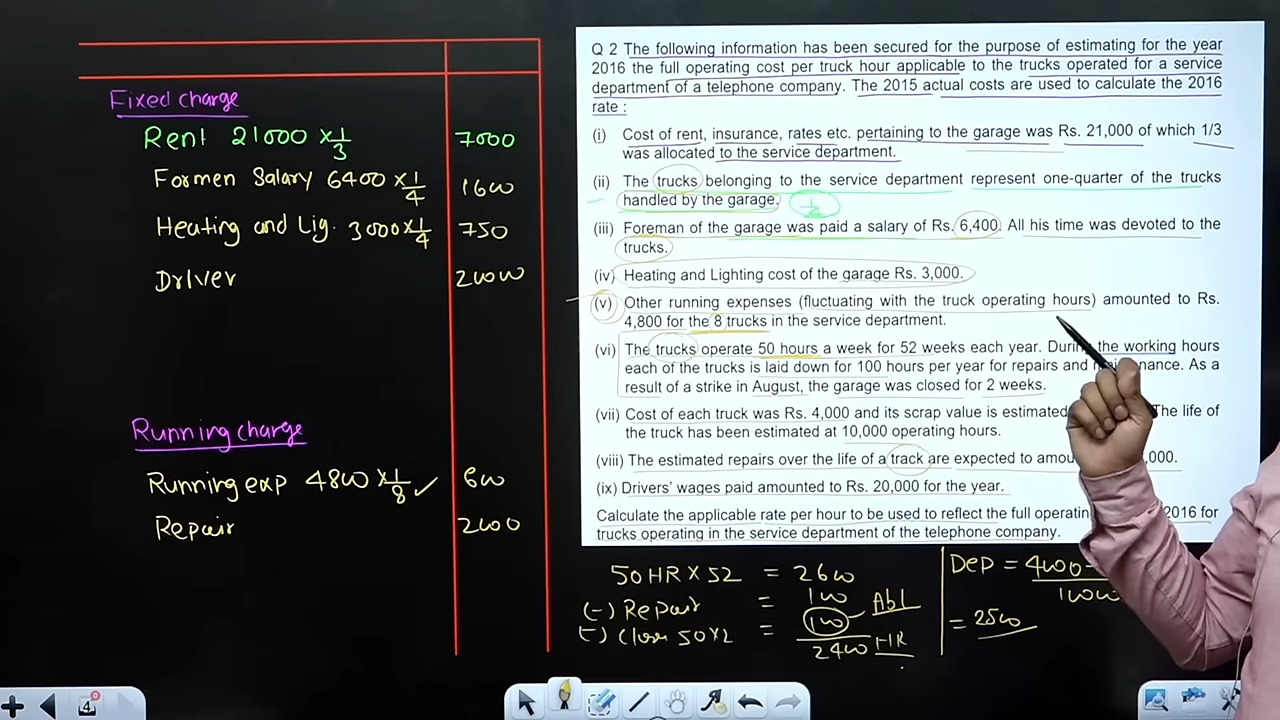 Fixed charge
Rent 21000 × 1/3 7000
Formen Salary 6400 × 1/4 1600
Heating and Lig. 3000 × 1/4 750
Driver 20000
Running charge
Running exp 4800 × 1/8 ✓ 600
Repair 2400
Q 2 The following information has been secured for the purpose of estimating for the year
2016 the full operating cost per truck hour applicable to the trucks operated for a service
department of a telephone company. The 2015 actual costs are used to calculate the 2016
rate :
(i) Cost of rent, insurance, rates etc. pertaining to the garage was Rs. 21,000 of which 1/3
was allocated to the service department.
(ii) The trucks belonging to the service department represent one-quarter of the trucks
handled by the garage.
(iii) Foreman of the garage was paid a salary of Rs. 6,400. All his time was devoted to the
trucks.
(iv) Heating and Lighting cost of the garage Rs. 3,000.
(v) Other running expenses (fluctuating with the truck operating hours) amounted to Rs.
4,800 for the 8 trucks in the service department.
(vi) The trucks operate 50 hours a week for 52 weeks each year. During the working hours
each of the trucks is laid down for 100 hours per year for repairs and As a
result of a strike in August, the garage was closed for 2 weeks.
(vii) Cost of each truck was Rs. 4,000 and its scrap value is estimated The life of
the truck has been estimated at 10,000 operating hours.
(viii) The estimated repairs over the life of a track are expected to 000.
(ix) Drivers' wages paid amounted to Rs. 20,000 for the year.
Calculate the applicable rate per hour to be used to reflect the full 2016 for
trucks operating in the service department of the telephone company.
50HR × 52 = 2600
(-) Repair = 100
(-) Close 50×2 = 100 Abl
2400 HR
Dep = 4000-
= 2500
4